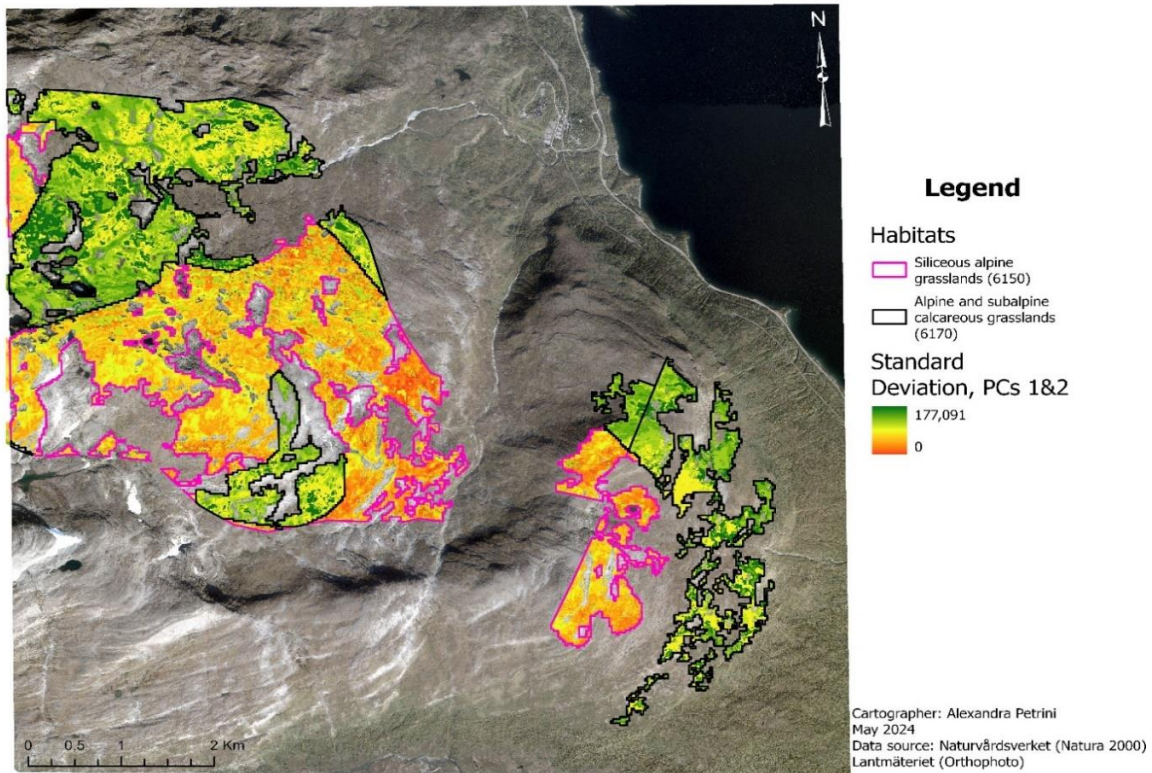 N
Legend
Habitats
Siliceous alpine
grasslands (6150)
Alpine and subalpine
calcareous grasslands
(6170)
Standard
Deviation, PCs 1&2
177,091
0
0 0.5 1 2 Km
Cartographer: Alexandra Petrini
May 2024
Data source: Naturvårdsverket (Natura 2000)
Lantmäteriet (Orthophoto)